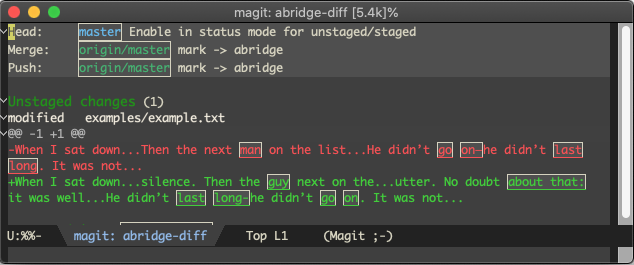 magit: abridge-diff [5.4k]%
Head: master Enable in status mode for unstaged/staged
Merge: origin/master mark -> abridge
Push: origin/master mark -> abridge
Unstaged changes (1)
modified examples/example.txt
@@ -1 +1 @@
-When I sat down...Then the next man on the list...He didn’t go on—he didn’t last
long. It was not...
+When I sat down...silence. Then the guy next on the...utter. No doubt about that:
it was well...He didn’t last long-he didn’t go on. It was not...
U:%%- magit: abridge-diff Top L1 (Magit ;-)